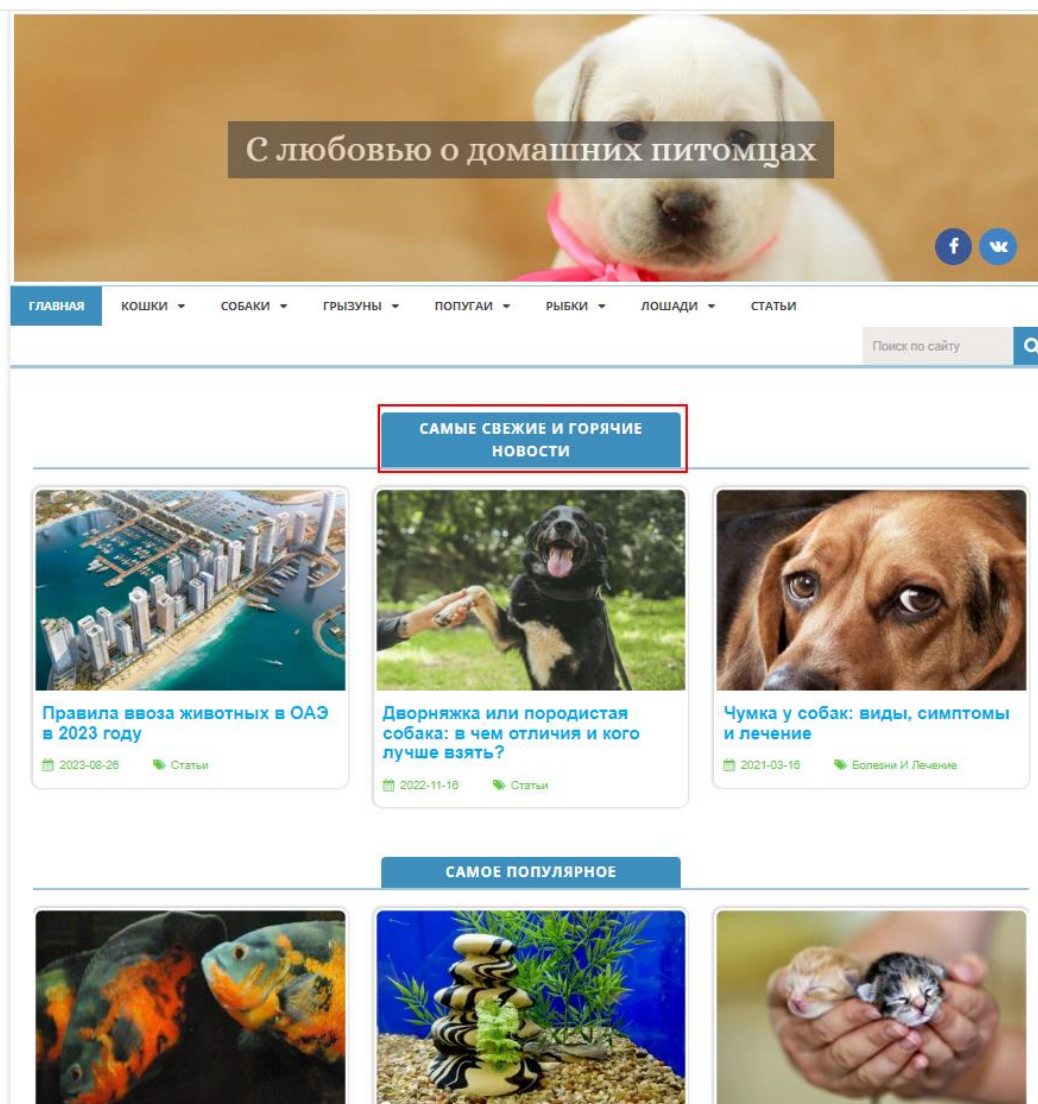 С любовью о домашних питомцах
f
ГЛАВНАЯ КОШКИ СОБАКИ ГРЫЗУНЫ ПОПУГАИ РЫБКИ ЛОШАДИ СТАТЬИ
Поиск по сайту
САМЫЕ СВЕЖИЕ И ГОРЯЧИЕ
НОВОСТИ
Правила ввоза животных в ОАЭ
в 2023 году
2023-08-26 Статьи
Дворняжка или породистая
собака: в чем отличия и кого
лучше взять?
2022-11-16 Статьи
Чумка у собак: виды, симптомы
и лечение
2021-03-16 Болезни И Лечение
САМОЕ ПОПУЛЯРНОЕ